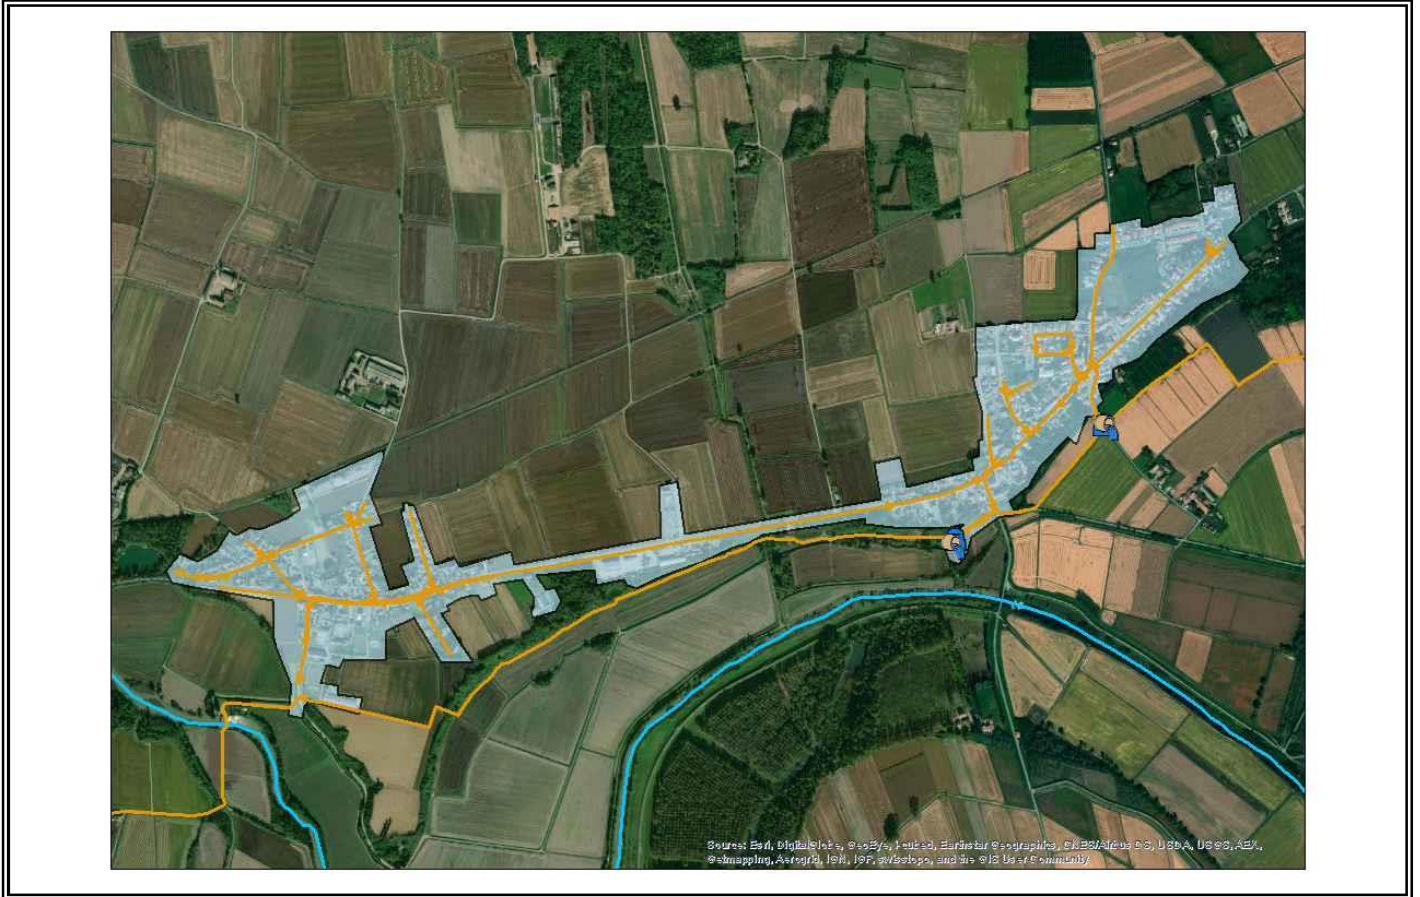 Source: Esri, DigitalGlobe, GeoEye, i-cubed, Earthstar Geographics, CNES/Airbus DS, USDA, USGS, AEX,
Getmapping, Aerogrid, IGN, IGP, swisstopo, and the GIS User Community